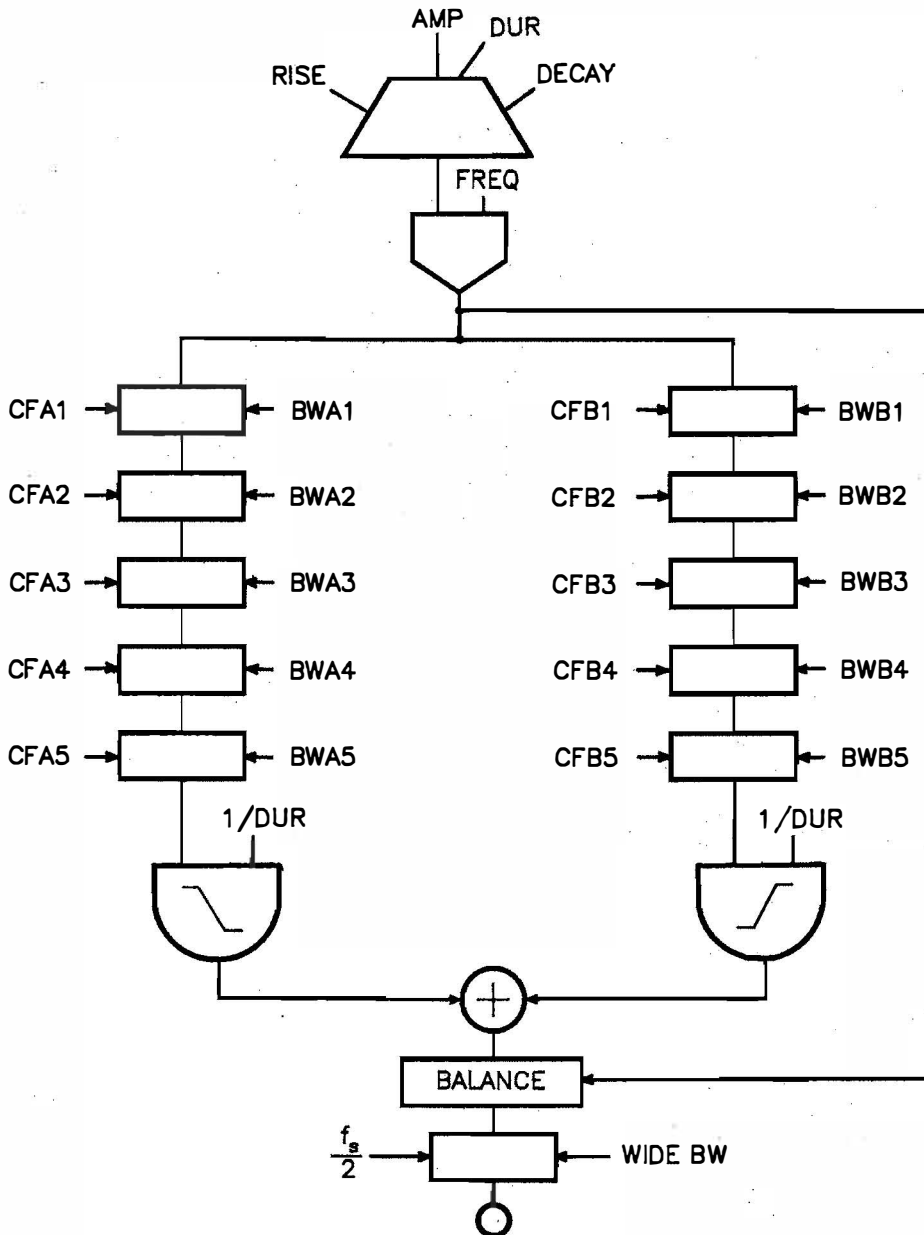 AMP
DUR
RISE
DECAY
FREQ
CFA1 BWA1 CFB1 BWB1
CFA2 BWA2 CFB2 BWB2
CFA3 BWA3 CFB3 BWB3
CFA4 BWA4 CFB4 BWB4
CFA5 BWA5 CFB5 BWB5
1/DUR 1/DUR
+
BALANCE
fs/2 WIDE BW